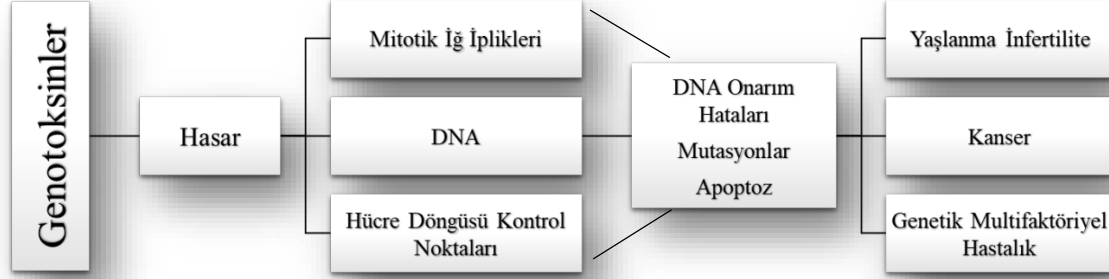 Genotoksinler
Hasar
Mitotik İğ İplikleri
DNA
Hücre Döngüsü Kontrol
Noktaları
DNA Onarım
Hataları
Mutasyonlar
Apoptoz
Yaşlanma İnfertilite
Kanser
Genetik Multifaktöriyel
Hastalık